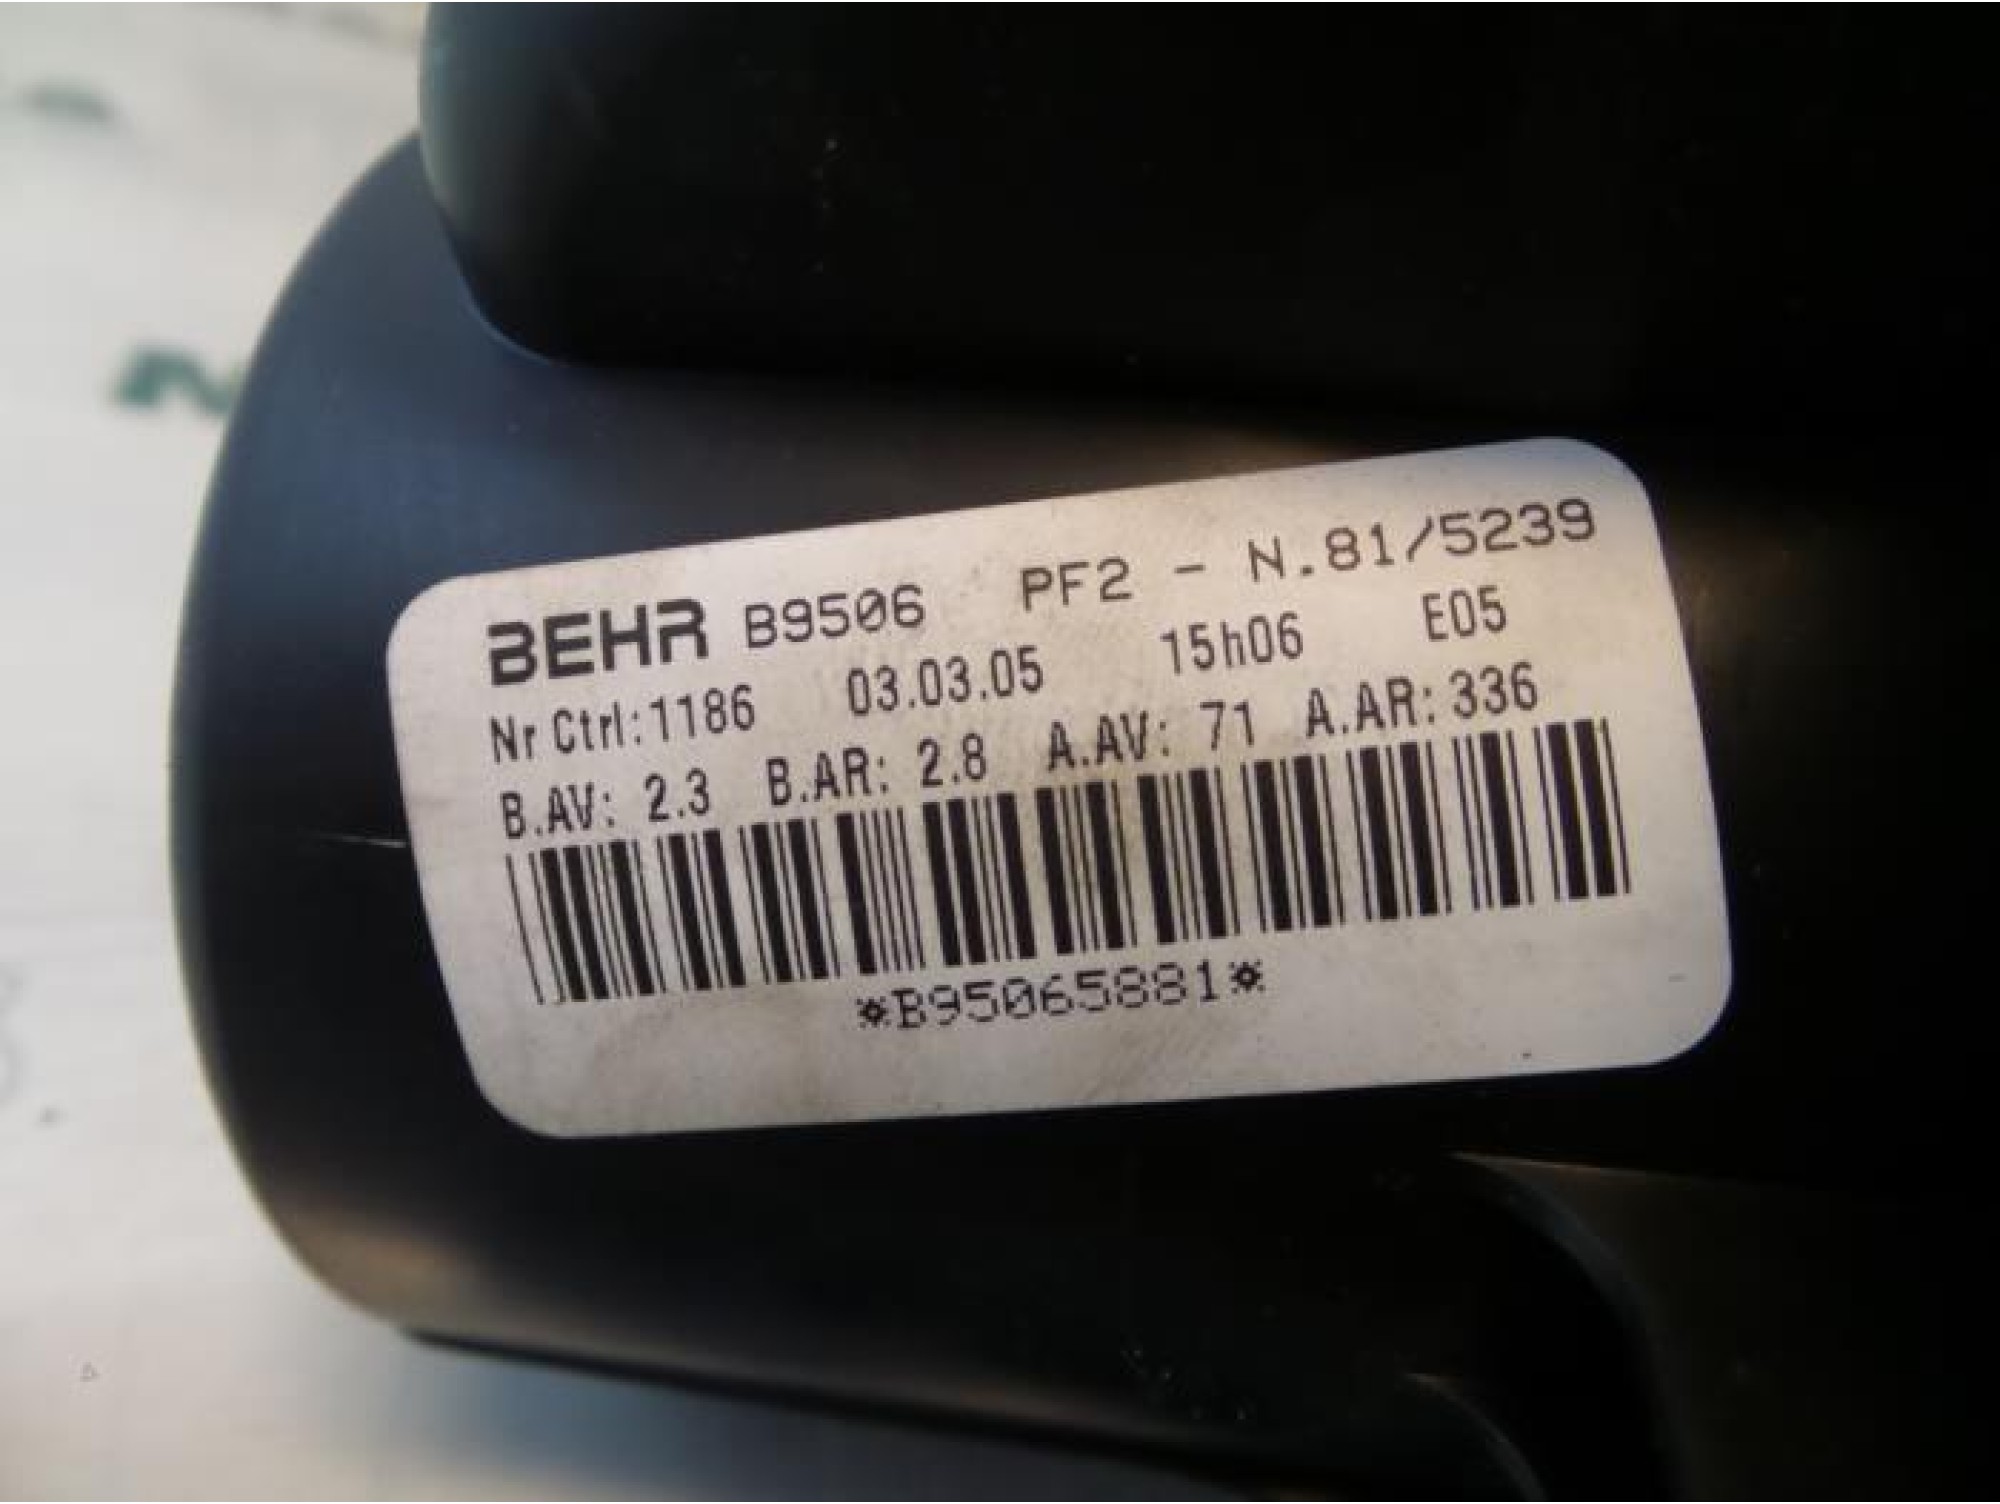 BEHR B9506 PF2 - N.81/5239
Nr Ctrl:1186 03.03.05 15h06 E05
B.AV: 2.3 B.AR: 2.8 A.AV: 71 A.AR: 336
*B95065881*